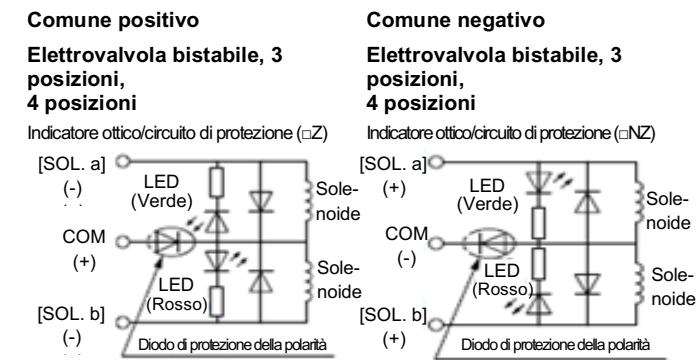 Comune positivo
Elettrovalvola bistabile, 3
posizioni,
4 posizioni
Indicatore ottico/circuito di protezione (□Z)
[SOL. a]
(-)
LED
(Verde)
Sole-
noide
COM
(+)
LED
(Rosso)
Sole-
noide
[SOL. b]
(-)
Diodo di protezione della polarità
Comune negativo
Elettrovalvola bistabile, 3
posizioni,
4 posizioni
Indicatore ottico/circuito di protezione (□NZ)
[SOL. a]
(+)
LED
(Verde)
Sole-
noide
COM
(-)
LED
(Rosso)
Sole-
noide
[SOL. b]
(+)
Diodo di protezione della polarità